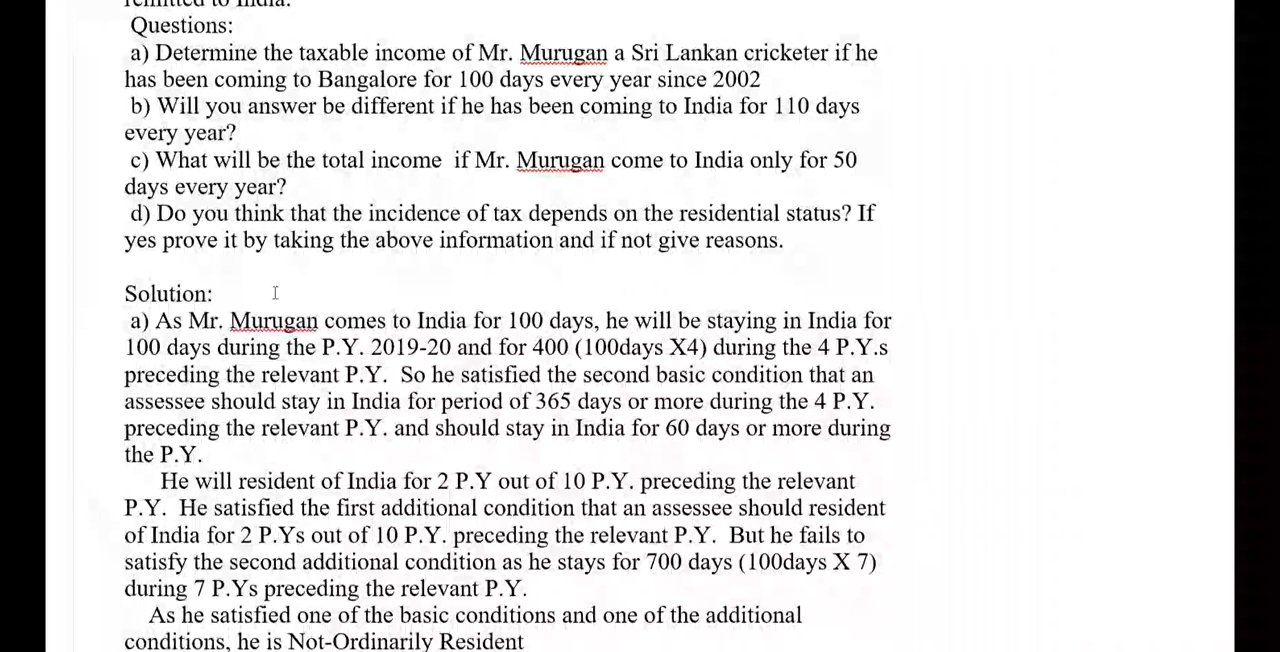 remitted to India.
Questions:
a) Determine the taxable income of Mr. Murugan a Sri Lankan cricketer if he
has been coming to Bangalore for 100 days every year since 2002
b) Will you answer be different if he has been coming to India for 110 days
every year?
c) What will be the total income if Mr. Murugan come to India only for 50
days every year?
d) Do you think that the incidence of tax depends on the residential status? If
yes prove it by taking the above information and if not give reasons.
Solution:
a) As Mr. Murugan comes to India for 100 days, he will be staying in India for
100 days during the P.Y. 2019-20 and for 400 (100days X4) during the 4 P.Y.s
preceding the relevant P.Y. So he satisfied the second basic condition that an
assessee should stay in India for period of 365 days or more during the 4 P.Y.
preceding the relevant P.Y. and should stay in India for 60 days or more during
the P.Y.
He will resident of India for 2 P.Y out of 10 P.Y. preceding the relevant
P.Y. He satisfied the first additional condition that an assessee should resident
of India for 2 P.Ys out of 10 P.Y. preceding the relevant P.Y. But he fails to
satisfy the second additional condition as he stays for 700 days (100days X 7)
during 7 P.Ys preceding the relevant P.Y.
As he satisfied one of the basic conditions and one of the additional
conditions, he is Not-Ordinarily Resident